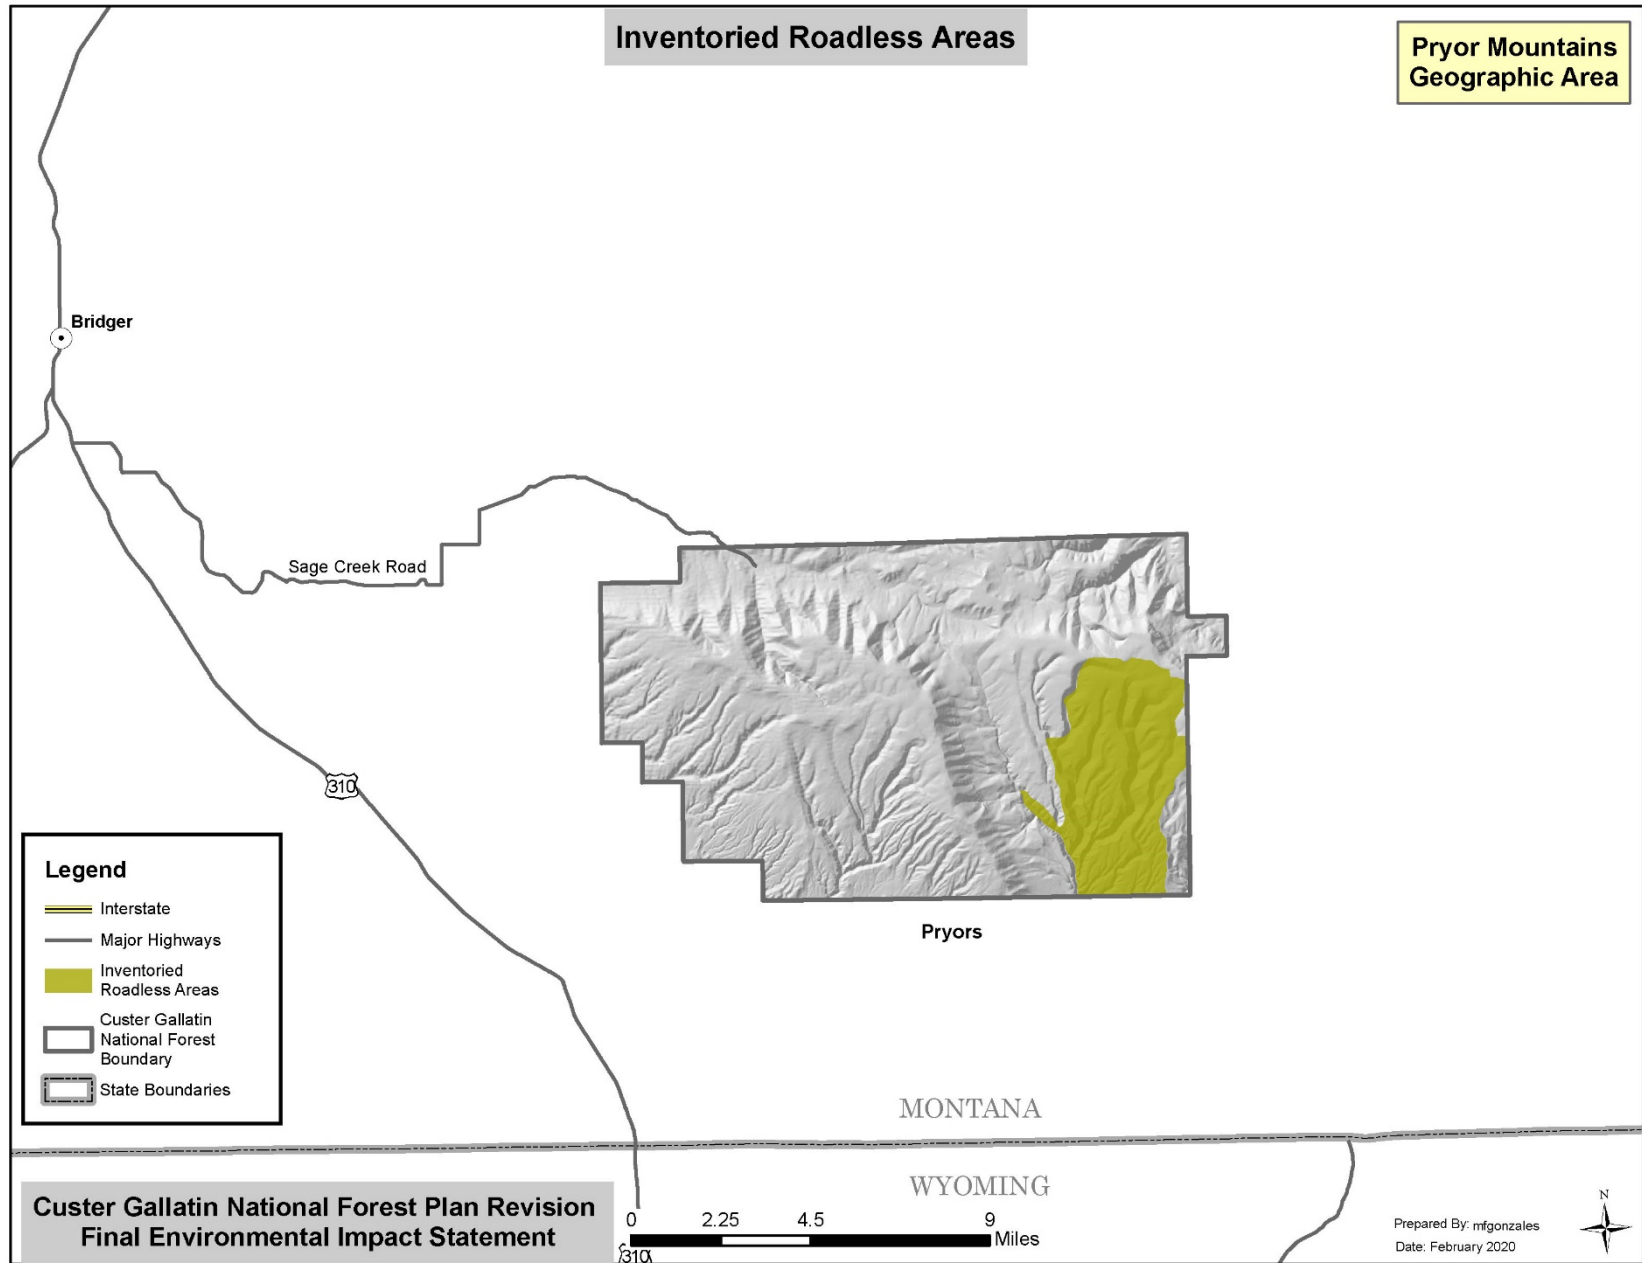 Inventoried Roadless Areas
Pryor Mountains
Geographic Area
Bridger
Sage Creek Road
310
Pryors
Legend
Interstate
Major Highways
Inventoried
Roadless Areas
Custer Gallatin
National Forest
Boundary
State Boundaries
MONTANA
WYOMING
Custer Gallatin National Forest Plan Revision
Final Environmental Impact Statement
0 2.25 4.5 9
Miles
310
Prepared By: mfgonzales
Date: February 2020
N